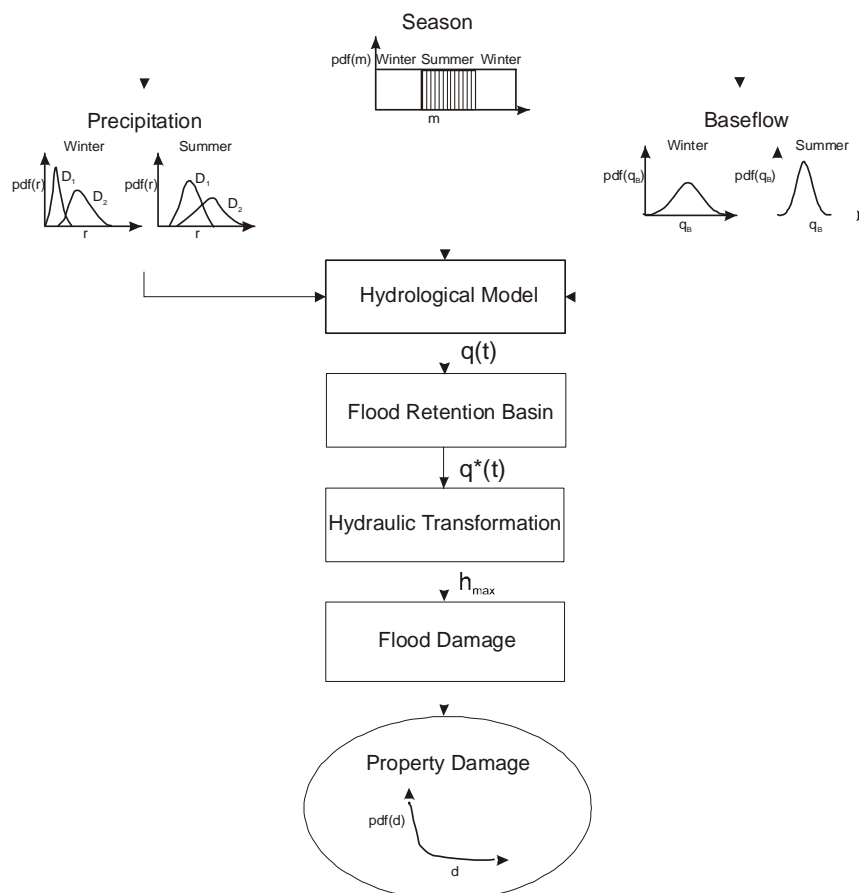 Season
pdf(m)
Winter Summer Winter
m
Precipitation
Winter
pdf(r)
D1
D2
r
Summer
pdf(r)
D1
D2
r
Baseflow
Winter
pdf(qB)
qB
Summer
pdf(qB)
qB
Hydrological Model
q(t)
Flood Retention Basin
q*(t)
Hydraulic Transformation
hmax
Flood Damage
Property Damage
pdf(d)
d